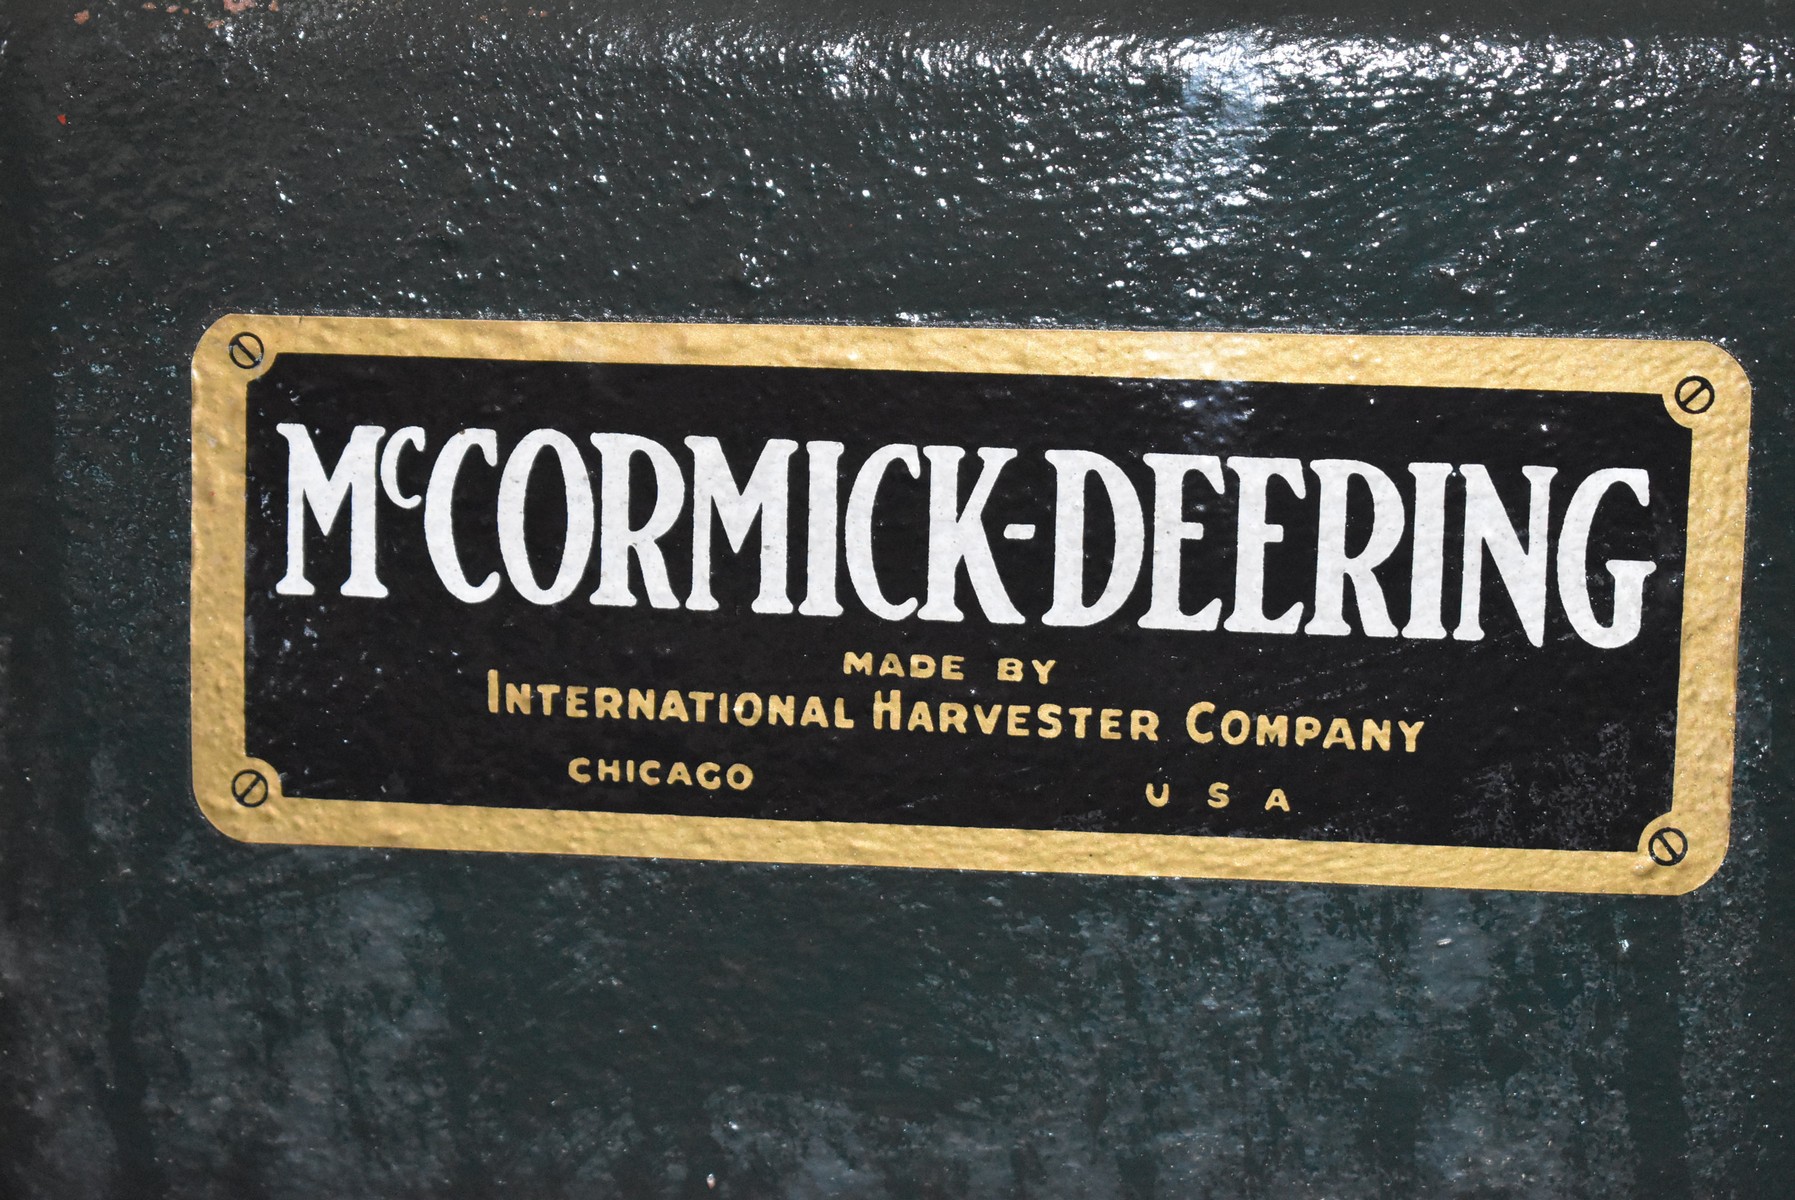 McCORMICK-DEERING
MADE BY
INTERNATIONAL HARVESTER COMPANY
CHICAGO U S A